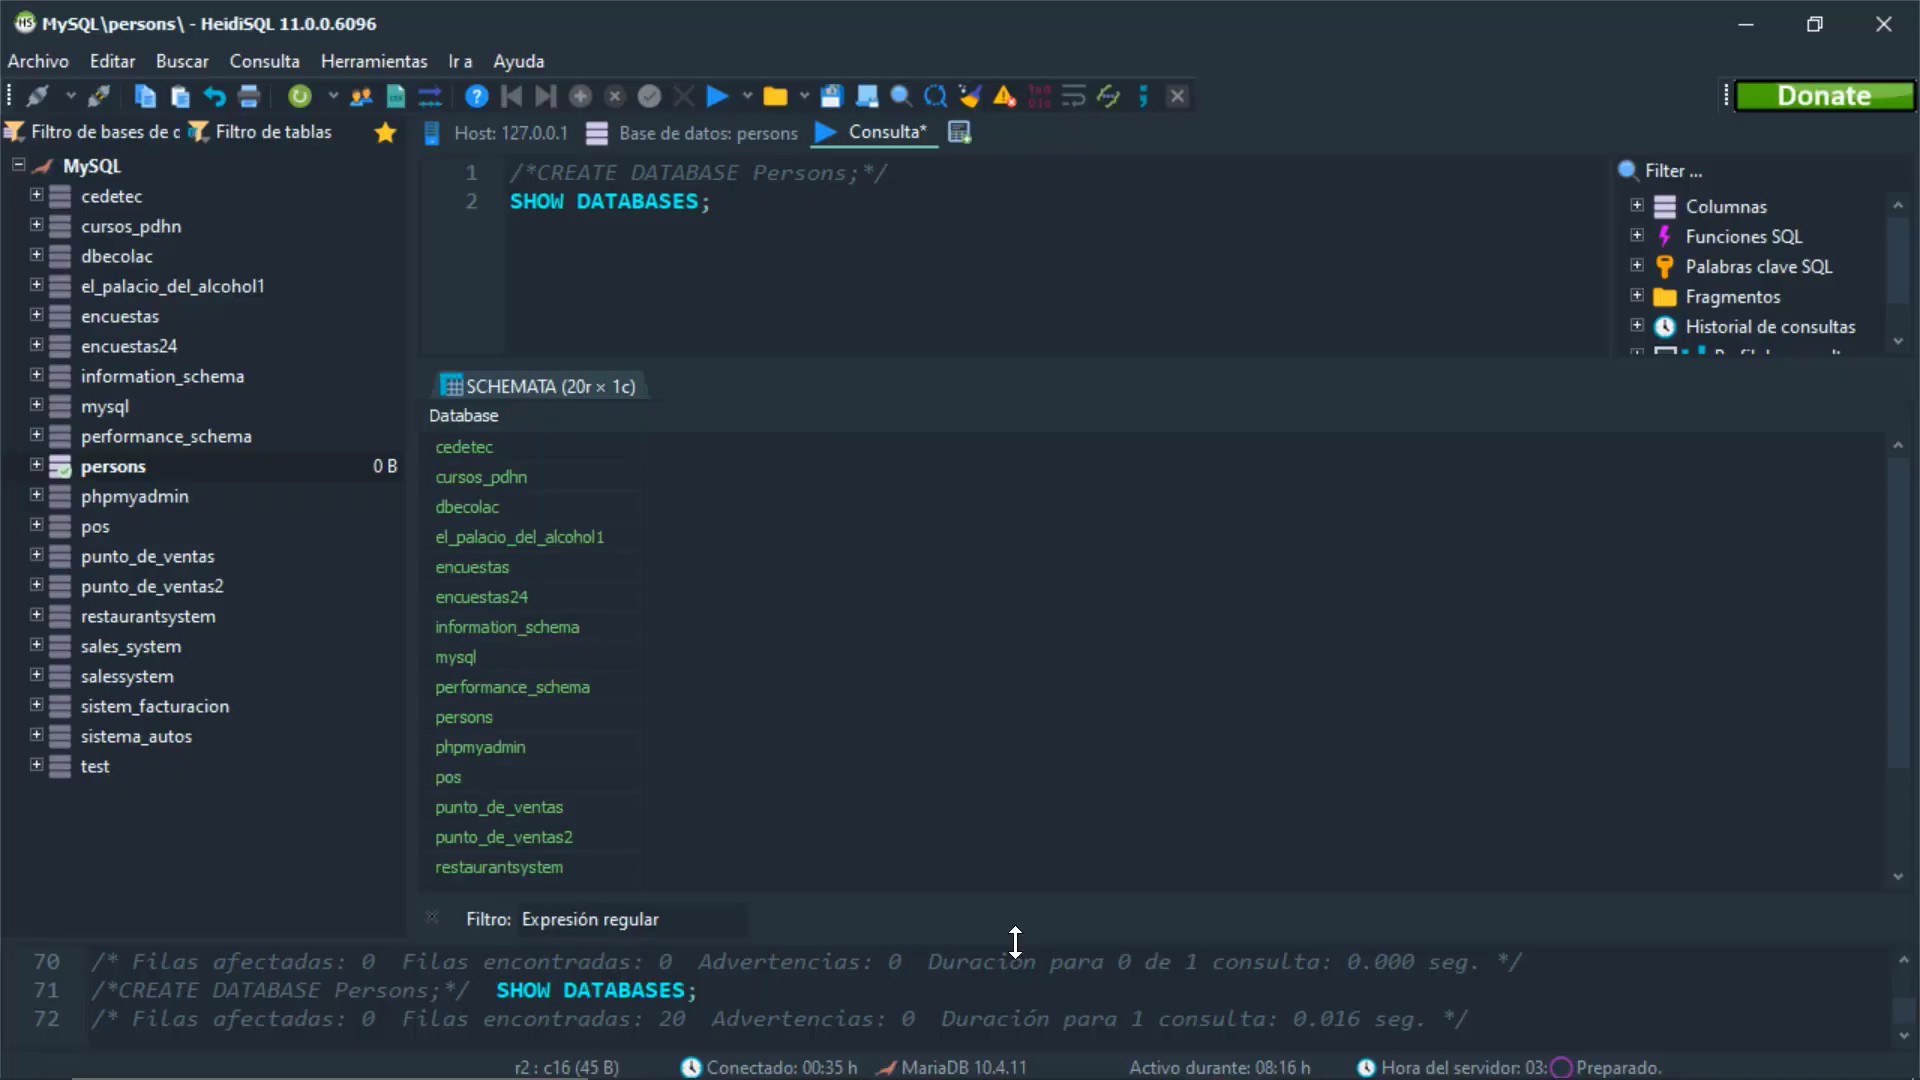 MySQL\persons\ - HeidiSQL 11.0.0.6096
Archivo Editar Buscar Consulta Herramientas Ir a Ayuda
Donate
Filtro de bases de c Filtro de tablas
Host: 127.0.0.1 Base de datos: persons Consulta*
MySQL
cedetec
cursos_pdhn
dbecolac
el_palacio_del_alcohol1
encuestas
encuestas24
information_schema
mysql
performance_schema
persons 0 B
phpmyadmin
pos
punto_de_ventas
punto_de_ventas2
restaurantsystem
sales_system
salessystem
sistem_facturacion
sistema_autos
test
1 /*CREATE DATABASE Persons;*/
2 SHOW DATABASES;
Filter ...
Columnas
Funciones SQL
Palabras clave SQL
Fragmentos
Historial de consultas
SCHEMATA (20r × 1c)
Database
cedetec
cursos_pdhn
dbecolac
el_palacio_del_alcohol1
encuestas
encuestas24
information_schema
mysql
performance_schema
persons
phpmyadmin
pos
punto_de_ventas
punto_de_ventas2
restaurantsystem
Filtro: Expresión regular
70 /* Filas afectadas: 0 Filas encontradas: 0 Advertencias: 0 Duración para 0 de 1 consulta: 0.000 seg. */
71 /*CREATE DATABASE Persons;*/ SHOW DATABASES;
72 /* Filas afectadas: 0 Filas encontradas: 20 Advertencias: 0 Duración para 1 consulta: 0.016 seg. */
r2 : c16 (45 B) Conectado: 00:35 h MariaDB 10.4.11 Activo durante: 08:16 h Hora del servidor: 03: Preparado.